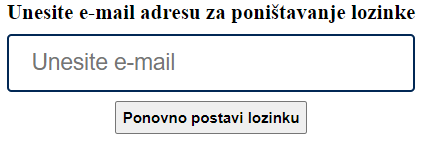 Unesite e-mail adresu za poništavanje lozinke
Unesite e-mail
Ponovno postavi lozinku